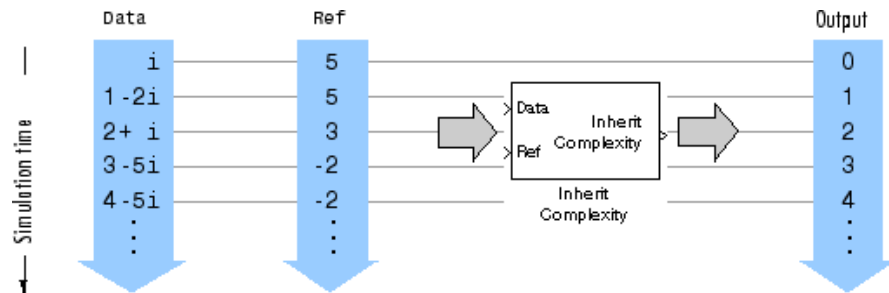 Data Ref Output
i 5 0
1-2i 5 1
2+ i 3 2
3-5i -2 3
4-5i -2 4
Data
Ref
Inherit
Complexity
Inherit
Complexity
Simulation time